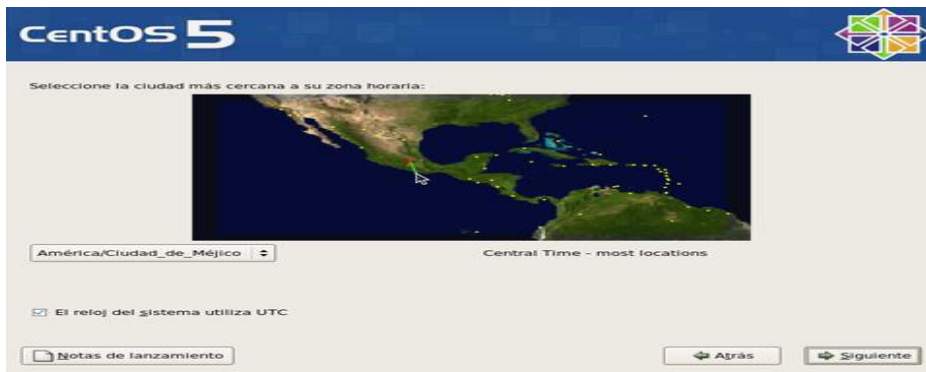 CentOS 5
Seleccione la ciudad más cercana a su zona horaria:
América/Ciudad_de_Méjico
Central Time - most locations
El reloj del sistema utiliza UTC
Notas de lanzamiento
Atrás
Siguiente